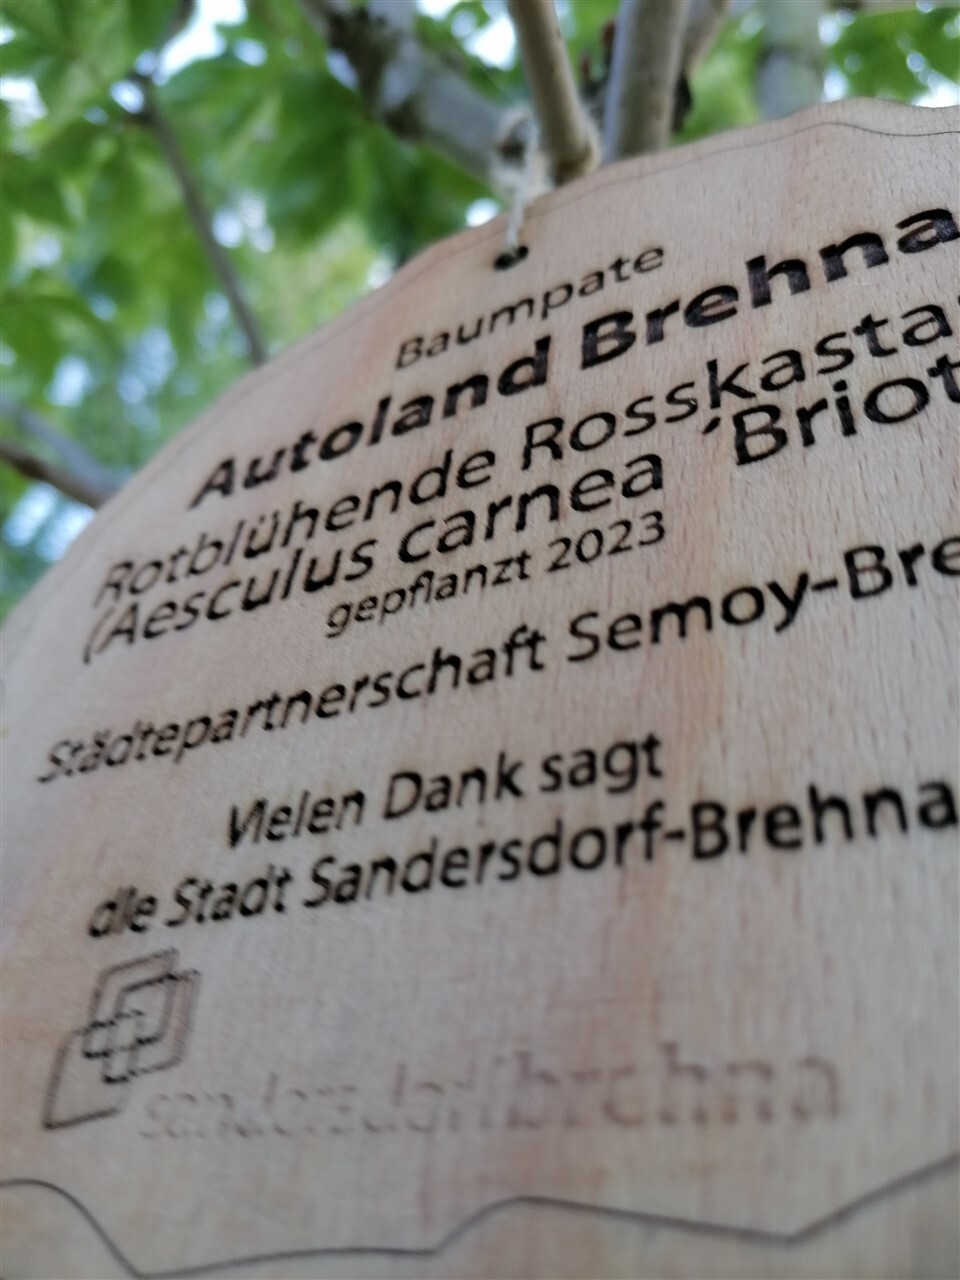 Baumpate
Autoland Brehna
Rotblühende Rosskasta
(Aesculus carnea 'Briot
gepflanzt 2023
Städtepartnerschaft Semoy-Bre
Vielen Dank sagt
die Stadt Sandersdorf-Brehna
sandersdorfbrehna